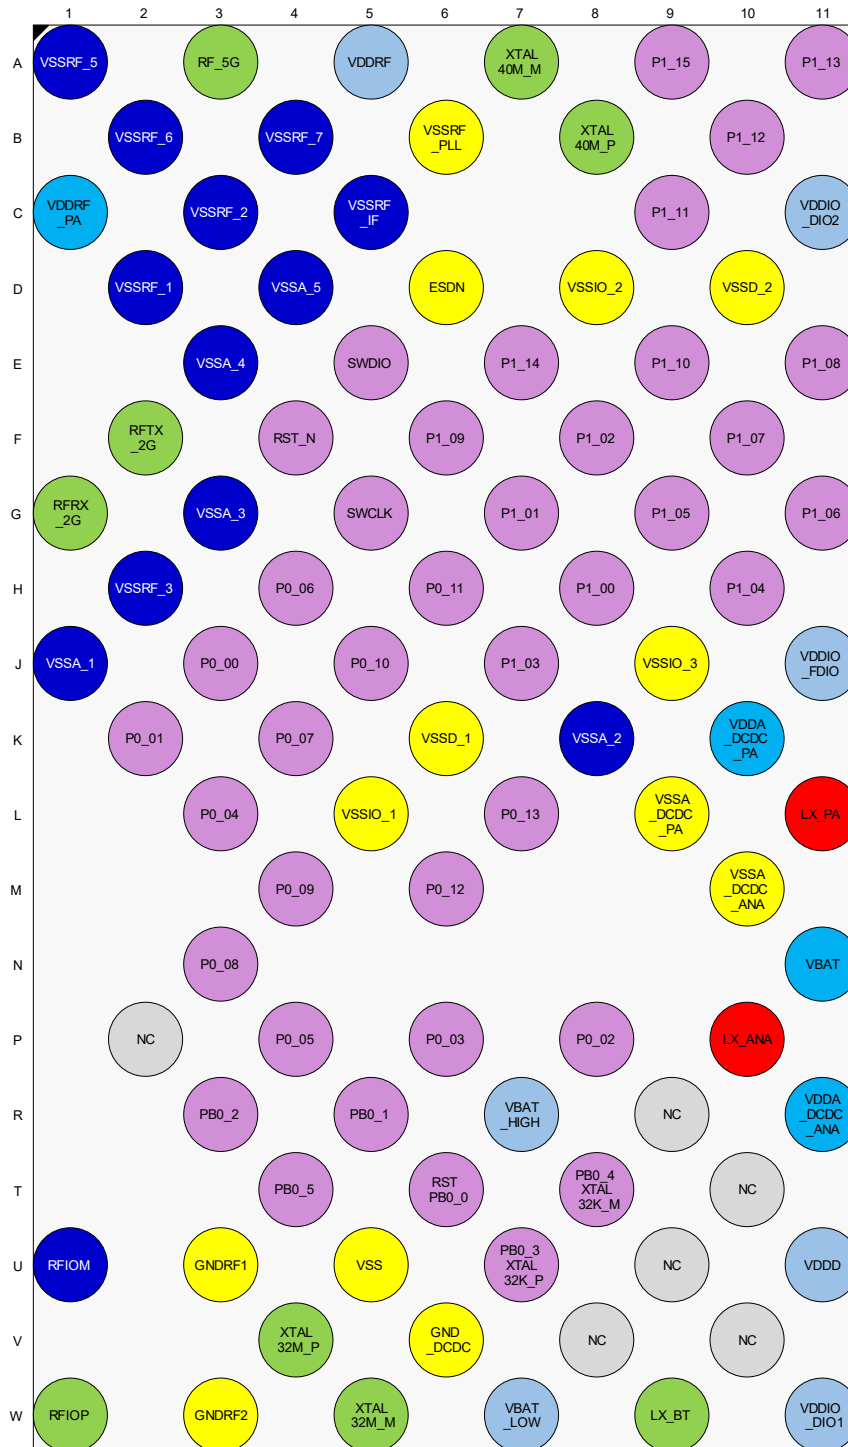 1 2 3 4 5 6 7 8 9 10 11
A VSSRF_5 RF_5G VDDRF XTAL P1_15 P1_13
40M_M
B VSSRF_6 VSSRF_7 VSSRF XTAL P1_12
_PLL 40M_P
C VDDRF VSSRF_2 VSSRF P1_11 VDDIO
_PA _IF _DIO2
D VSSRF_1 VSSA_5 ESDN VSSIO_2 VSSD_2
E VSSA_4 SWDIO P1_14 P1_10 P1_08
F RFTX RST_N P1_09 P1_02 P1_07
_2G
G RFRX VSSA_3 SWCLK P1_01 P1_05 P1_06
_2G
H VSSRF_3 P0_06 P0_11 P1_00 P1_04
J VSSA_1 P0_00 P0_10 P1_03 VSSIO_3 VDDIO
_FDIO
K P0_01 P0_07 VSSD_1 VSSA_2 VDDA
_DCDC
_PA
L P0_04 VSSIO_1 P0_13 VSSA LX_PA
_DCDC
_PA
M P0_09 P0_12 VSSA
_DCDC
_ANA
N P0_08 VBAT
P NC P0_05 P0_03 P0_02 LX_ANA
R PB0_2 PB0_1 VBAT NC VDDA
_HIGH _DCDC
_ANA
T PB0_5 RST PB0_4 NC
PB0_0 XTAL
32K_M
U RFIOM GNDRF1 VSS PB0_3 NC VDDD
XTAL
32K_P
V XTAL GND NC NC
32M_P _DCDC
W RFIOP GNDRF2 XTAL VBAT LX_BT VDDIO
32M_M _LOW _DIO1